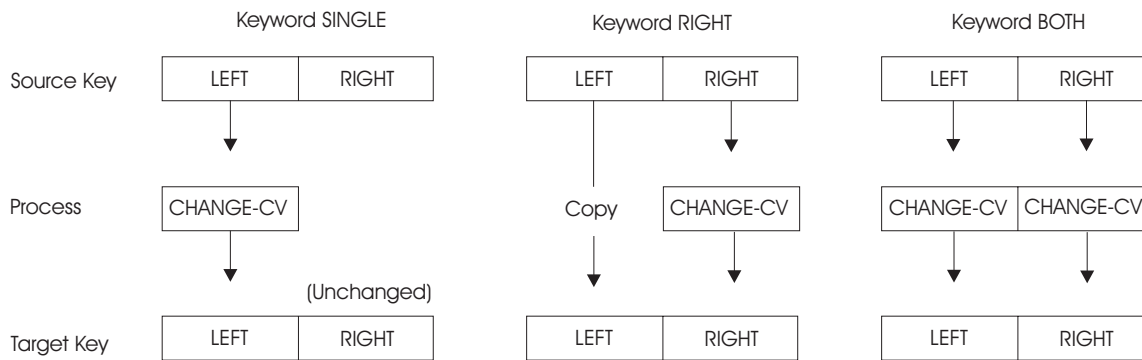 Keyword SINGLE Keyword RIGHT Keyword BOTH
Source Key LEFT RIGHT LEFT RIGHT LEFT RIGHT
Process CHANGE-CV Copy CHANGE-CV CHANGE-CV CHANGE-CV
(Unchanged)
Target Key LEFT RIGHT LEFT RIGHT LEFT RIGHT